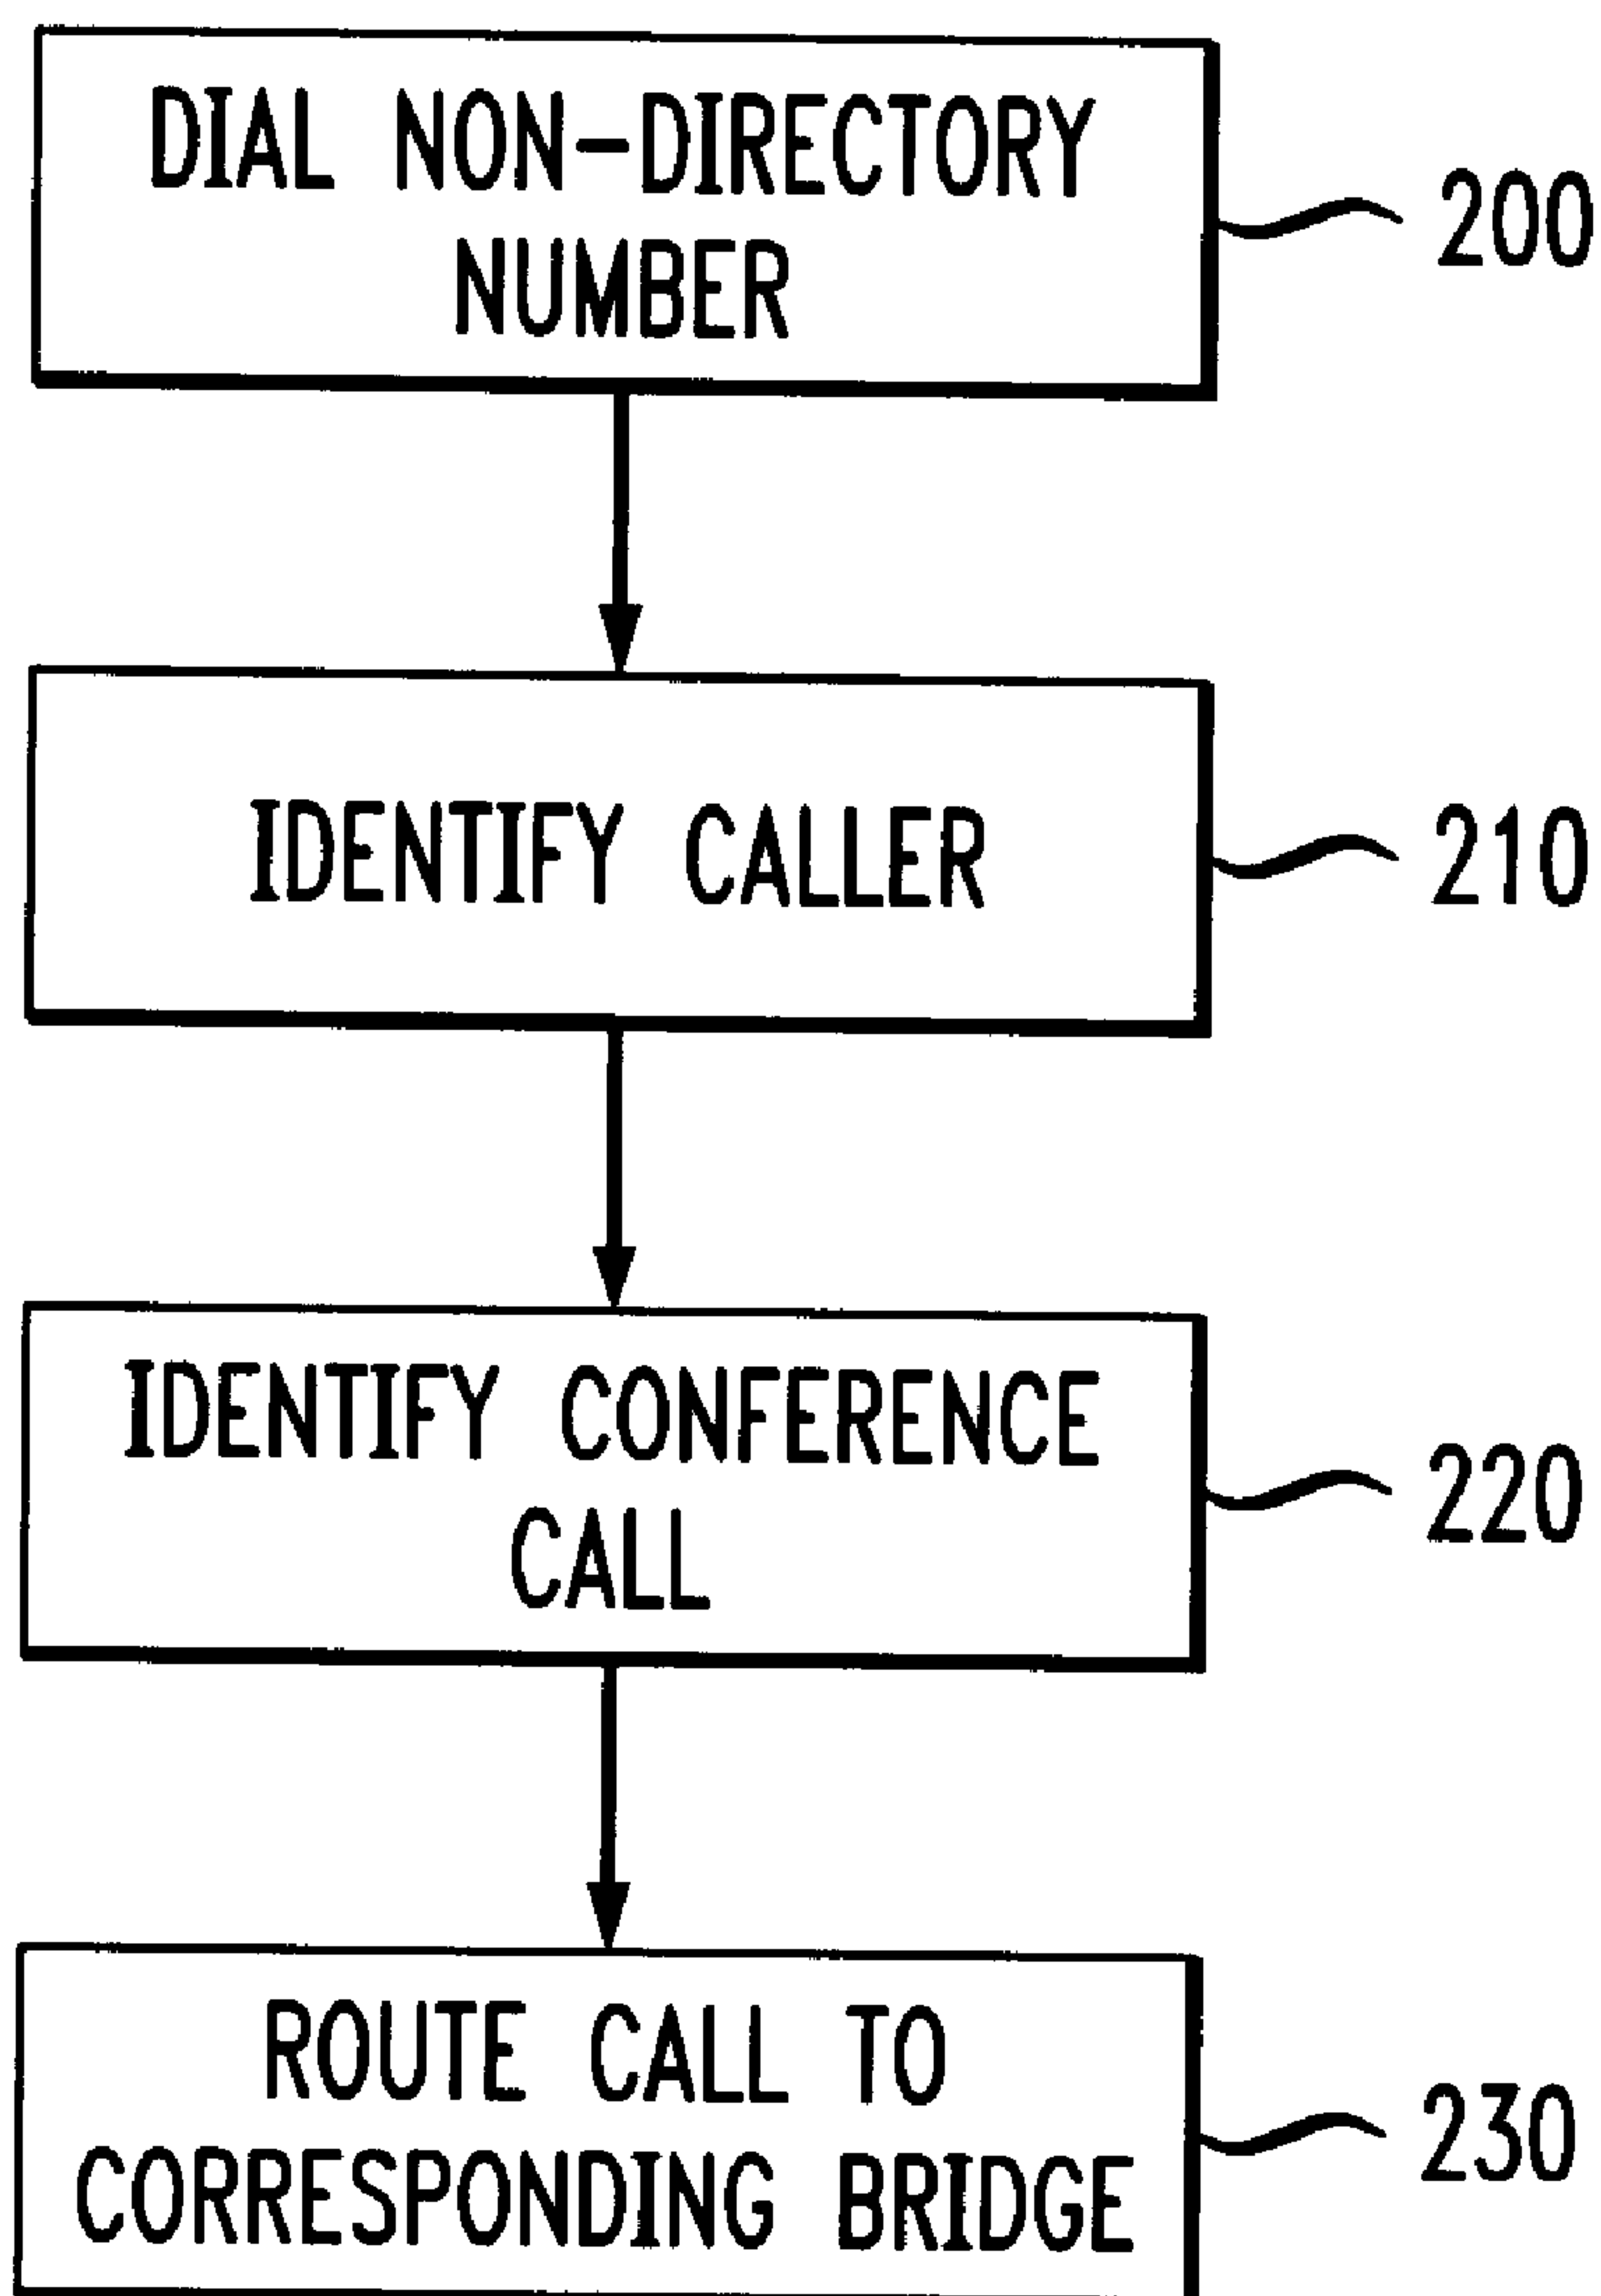 DIAL NON-DIRECTORY
NUMBER
200
IDENTIFY CALLER
210
IDENTIFY CONFERENCE
CALL
220
ROUTE CALL TO
CORRESPONDING BRIDGE
230